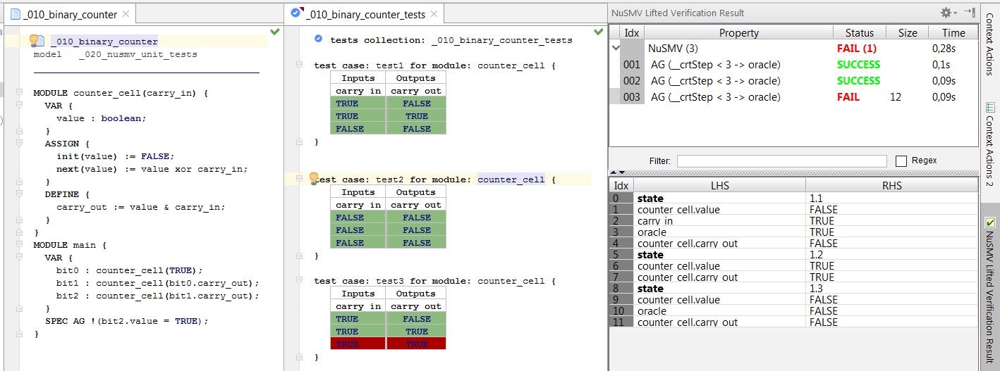 _010_binary_counter
_010_binary_counter
model _020_nusmv_unit_tests
MODULE counter_cell(carry_in) {
VAR {
value : boolean;
}
ASSIGN {
init(value) := FALSE;
next(value) := value xor carry_in;
}
DEFINE {
carry_out := value & carry_in;
}
}
MODULE main {
VAR {
bit0 : counter_cell(TRUE);
bit1 : counter_cell(bit0.carry_out);
bit2 : counter_cell(bit1.carry_out);
}
SPEC AG !(bit2.value = TRUE);
}
_010_binary_counter_tests
tests collection: _010_binary_counter_tests
test case: test1 for module: counter_cell {
Inputs Outputs
carry in carry out
TRUE FALSE
TRUE TRUE
FALSE FALSE
}
test case: test2 for module: counter_cell {
Inputs Outputs
carry in carry out
FALSE FALSE
FALSE FALSE
FALSE FALSE
}
test case: test3 for module: counter_cell {
Inputs Outputs
carry in carry out
TRUE FALSE
TRUE TRUE
TRUE TRUE
}
NuSMV Lifted Verification Result
Idx Property Status Size Time
NuSMV (3) FAIL (1) 0,28s
001 AG (__crtStep < 3 -> oracle) SUCCESS 0,1s
002 AG (__crtStep < 3 -> oracle) SUCCESS 0,09s
003 AG (__crtStep < 3 -> oracle) FAIL 12 0,09s
Filter: Regex
Idx LHS RHS
0 state 1.1
1 counter cell.value FALSE
2 carry in TRUE
3 oracle TRUE
4 counter cell.carry out FALSE
5 state 1.2
6 counter cell.value TRUE
7 counter cell.carry out TRUE
8 state 1.3
9 counter cell.value FALSE
10 oracle FALSE
11 counter cell.carry out FALSE
Context Actions
Context Actions 2
NuSMV Lifted Verification Result